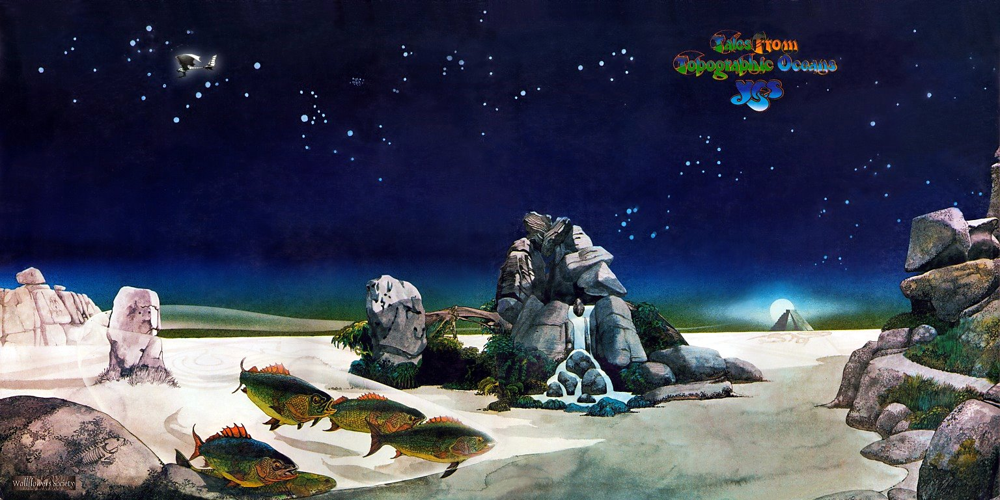 Tales From
Topographic Oceans
YES
Wallflowers Society